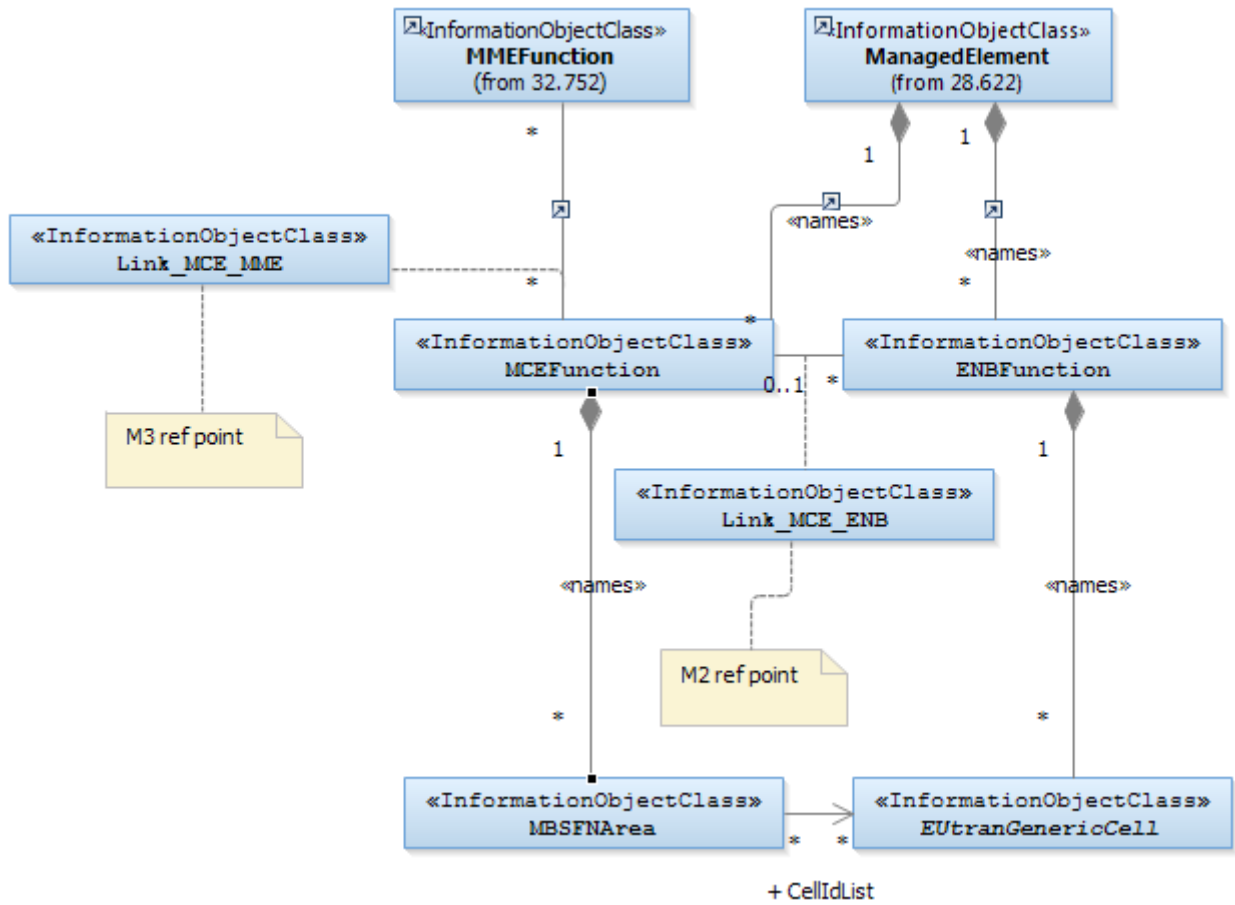 «InformationObjectClass»
MMEFunction
(from 32.752)
«InformationObjectClass»
ManagedElement
(from 28.622)
*
1
1
«names»
«names»
«InformationObjectClass»
Link_MCE_MME
*
*
*
«InformationObjectClass»
MCEFunction
«InformationObjectClass»
ENBFunction
0..1
*
M3 ref point
1
1
«InformationObjectClass»
Link_MCE_ENB
«names»
«names»
M2 ref point
*
*
«InformationObjectClass»
MBSFNArea
«InformationObjectClass»
EUtranGenericCell
*
*
+ CellIdList